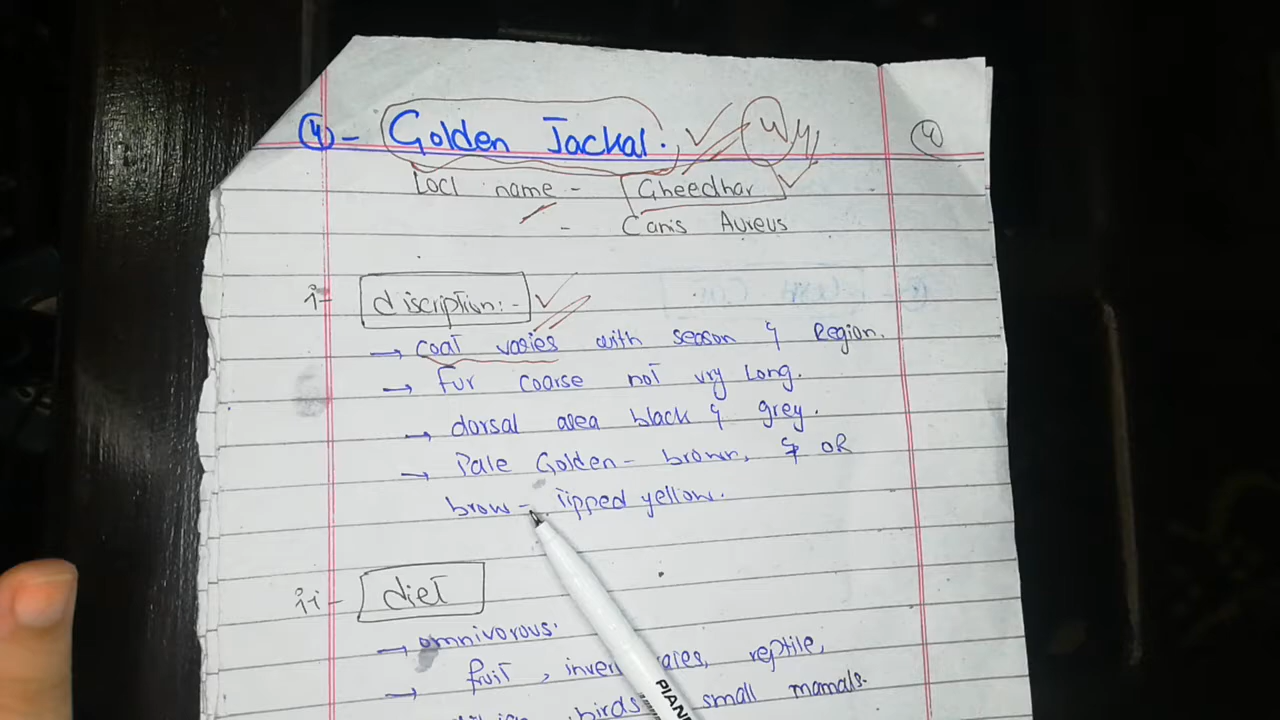 (4) - Golden Jackal. (4)
Locl name - Gheedhar
- Canis Aureus
i- discription:-
→ coat varies with season & Region.
→ Fur coarse not vry Long.
→ dorsal area black & grey.
→ Pale Golden - brown, & OR
brow - Tipped yellow.
ii- diet
→ omnivorous.
→ fruit, reptile,
birds small mamals.
PIANO